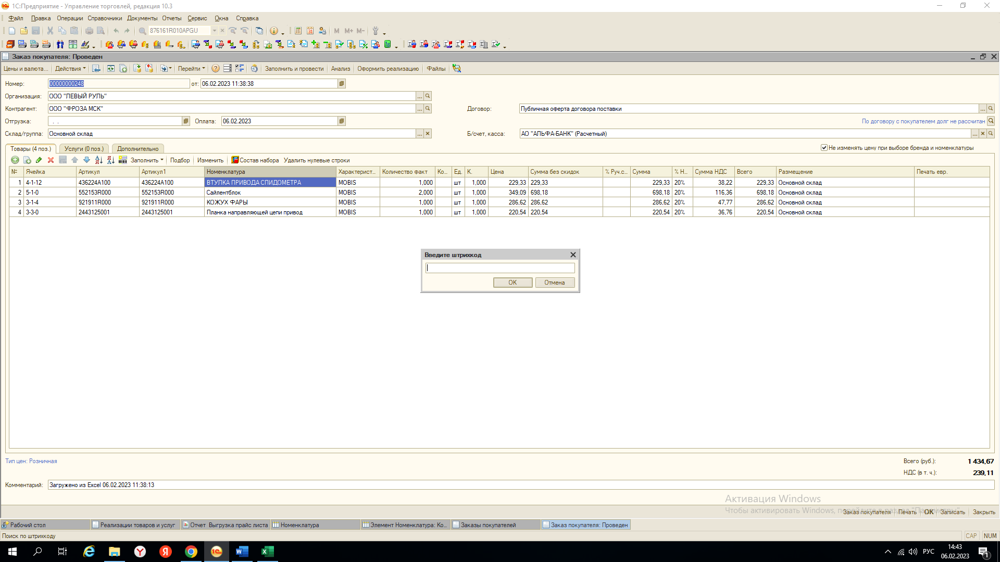 1С:Предприятие - Управление торговлей, редакция 10.3
Файл Правка Операции Справочники Документы Отчеты Сервис Окна Справка
876161R010APGU M M+ M−
Заказ покупателя: Проведен
Цены и валюта... Действия Перейти Заполнить и провести Анализ Оформить реализацию Файлы
Номер: 00000000248 от: 06.02.2023 11:38:38
Организация: ООО "ЛЕВЫЙ РУЛЬ"
Контрагент: ООО "ФРОЗА МСК" Договор: Публичная оферта договора поставки
Отгрузка: . . Оплата: 06.02.2023 По договору с покупателем долг не рассчитан
Склад/группа: Основной склад Б/счет, касса: АО "АЛЬФА-БАНК" (Расчетный)
Товары (4 поз.) Услуги (0 поз.) Дополнительно Не изменять цену при выборе бренда и номенклатуры
Заполнить Подбор Изменить Состав набора Удалить нулевые строки
№ Ячейка Артикул Артикул1 Номенклатура Характерист... Количество факт Ко... Ед. К. Цена Сумма без скидок % Руч.с... Сумма % Н... Сумма НДС Всего Размещение Печать евр.
1 4-1-12 436224A100 436224A100 ВТУЛКА ПРИВОДА СПИДОМЕТРА MOBIS 1,000 шт 1,000 229,33 229,33 229,33 20% 38,22 229,33 Основной склад
2 5-1-0 552153R000 552153R000 Сайлентблок MOBIS 2,000 шт 1,000 349,09 698,18 698,18 20% 116,36 698,18 Основной склад
3 3-1-4 921911R000 921911R000 КОЖУХ ФАРЫ MOBIS 1,000 шт 1,000 286,62 286,62 286,62 20% 47,77 286,62 Основной склад
4 3-3-0 2443125001 2443125001 Планка направляющей цепи привод MOBIS 1,000 шт 1,000 220,54 220,54 220,54 20% 36,76 220,54 Основной склад
Введите штрихкод
OK Отмена
Тип цен: Розничная Всего (руб.): 1 434,67
НДС (в т. ч.): 239,11
Комментарий: Загружено из Excel 06.02.2023 11:38:13
Активация Windows
Чтобы активировать Windows, перейдите в раздел "Параметры".
Заказ покупателя Печать OK Записать Закрыть
Рабочий стол Реализации товаров и услуг Отчет Выгрузка прайс листа Номенклатура Элемент Номенклатура: Ко... Заказы покупателей Заказ покупателя: Проведен
Поиск по штрихкоду CAP NUM
РУС 14:43
06.02.2023 1